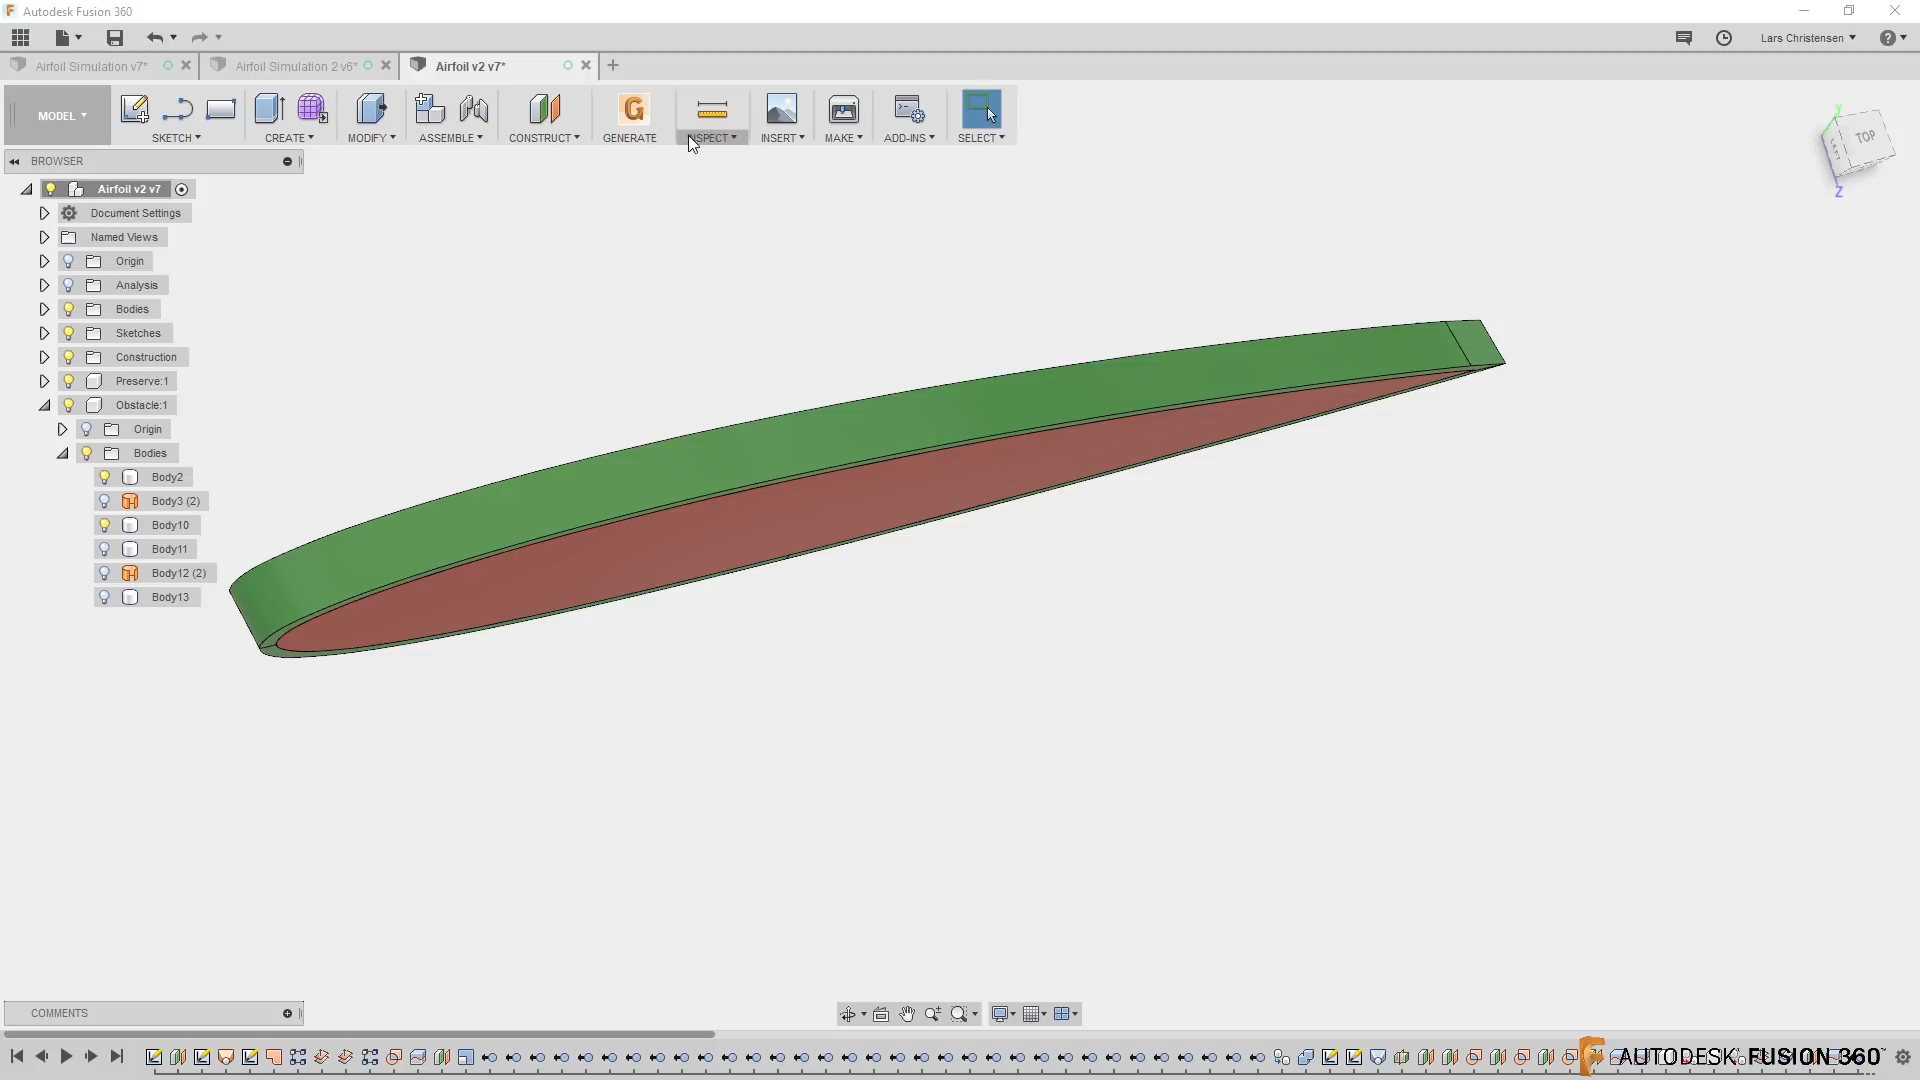 Autodesk Fusion 360
Lars Christensen
Airfoil Simulation v7*
Airfoil Simulation 2 v6*
Airfoil v2 v7*
MODEL
SKETCH
CREATE
MODIFY
ASSEMBLE
CONSTRUCT
GENERATE
INSPECT
INSERT
MAKE
ADD-INS
SELECT
Y
TOP
LEFT
Z
BROWSER
Airfoil v2 v7
Document Settings
Named Views
Origin
Analysis
Bodies
Sketches
Construction
Preserve:1
Obstacle:1
Origin
Bodies
Body2
Body3 (2)
Body10
Body11
Body12 (2)
Body13
COMMENTS
AUTODESK FUSION 360